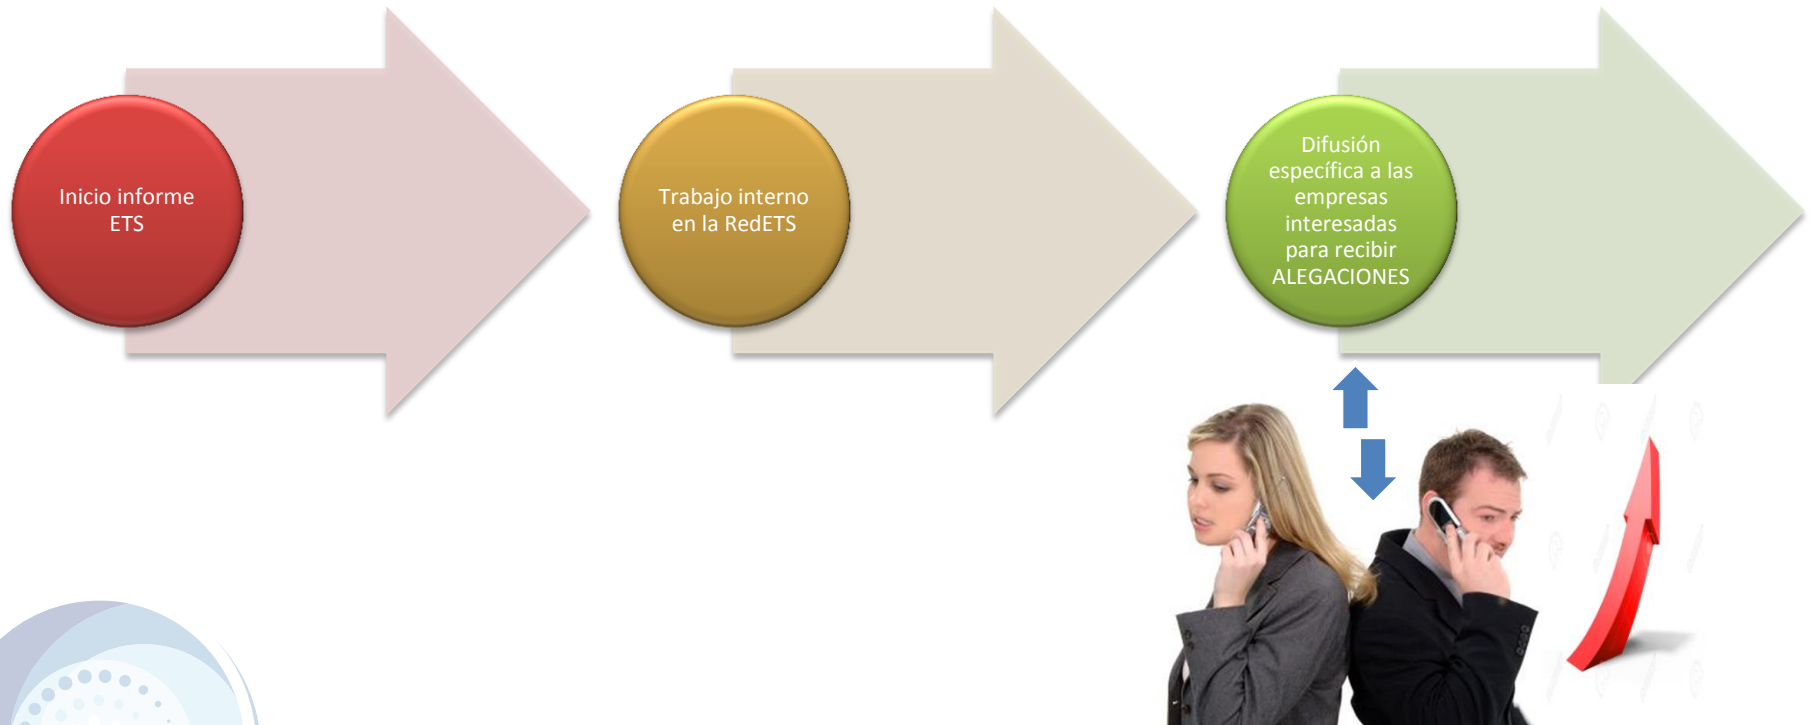 Inicio informe
ETS
Trabajo interno
en la RedETS
Difusión
específica a las
empresas
interesadas
para recibir
ALEGACIONES